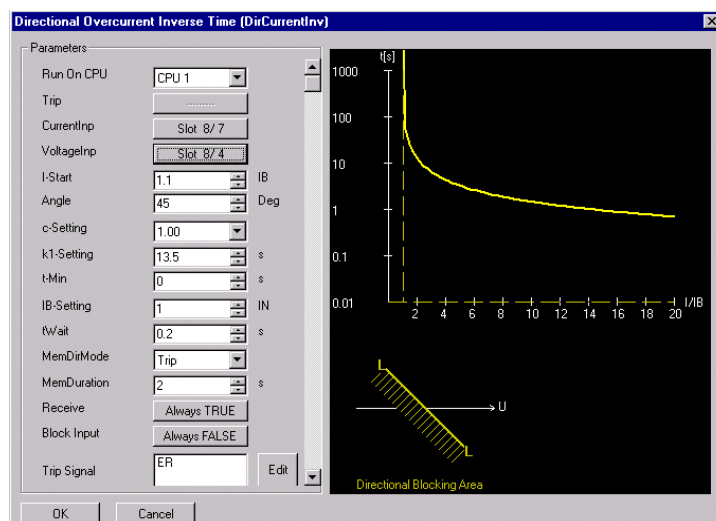 Directional Overcurrent Inverse Time (DirCurrentInv)
Parameters
Run On CPU CPU 1
Trip ---------
CurrentInp Slot 8/ 7
VoltageInp Slot 8/ 4
I-Start 1.1 IB
Angle 45 Deg
c-Setting 1.00
k1-Setting 13.5 s
t-Min 0 s
IB-Setting 1 IN
tWait 0.2 s
MemDirMode Trip
MemDuration 2 s
Receive Always TRUE
Block Input Always FALSE
Trip Signal ER Edit
OK Cancel
t[s]
1000
100
10
1
0.1
0.01
2 4 6 8 10 12 14 16 18 20
I/IB
L
U
L
Directional Blocking Area